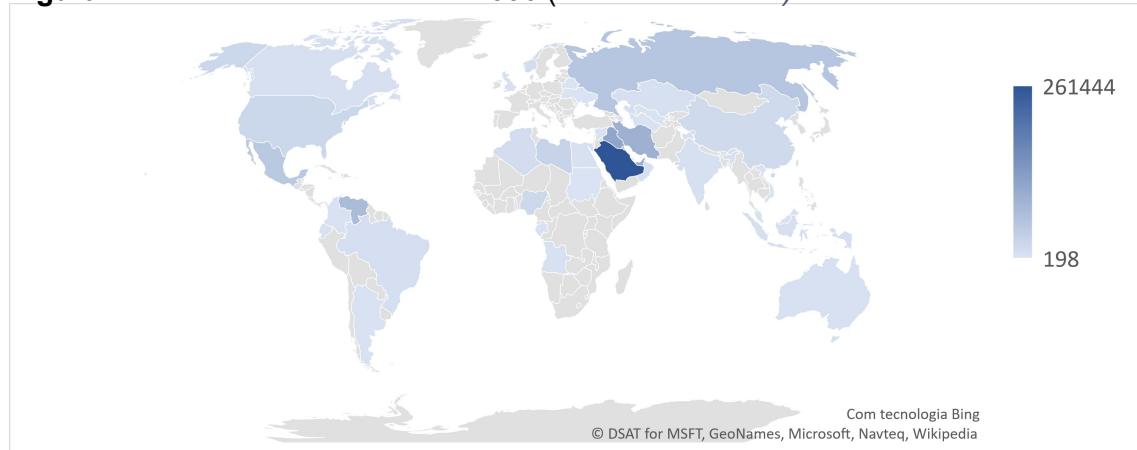 261444
198
Com tecnologia Bing
© DSAT for MSFT, GeoNames, Microsoft, Navteq, Wikipedia